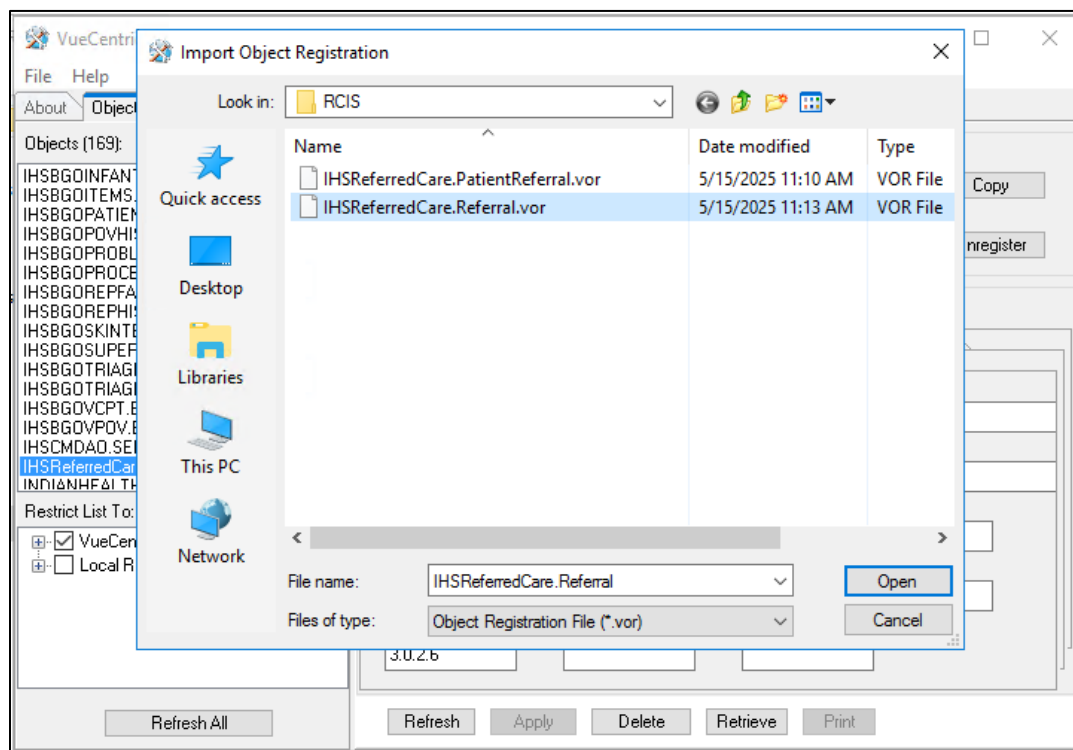 VueCentri
Import Object Registration
File Help
About Object
Look in: RCIS
Objects (169):
Name Date modified Type
IHSReferredCare.PatientReferral.vor 5/15/2025 11:10 AM VOR File
IHSReferredCare.Referral.vor 5/15/2025 11:13 AM VOR File
Copy
nregister
Quick access
Desktop
Libraries
This PC
Network
IHSBGOINFANT
IHSBGOITEMS.
IHSBGOPATIEN
IHSBGOPOVHIS
IHSBGOPROBL
IHSBGOPROCE
IHSBGOREPFA
IHSBGOREPHIS
IHSBGOSKINTE
IHSBGOSUPER
IHSBGOTRIAGE
IHSBGOTRIAGE
IHSBGOVCPT.E
IHSBGOVPOV.E
IHSCMDAO.SEI
IHSReferredCar
INDIANHEALTH
Restrict List To:
VueCen
Local R
File name: IHSReferredCare.Referral Open
Files of type: Object Registration File (*.vor) Cancel
3.0.2.6
Refresh All Refresh Apply Delete Retrieve Print